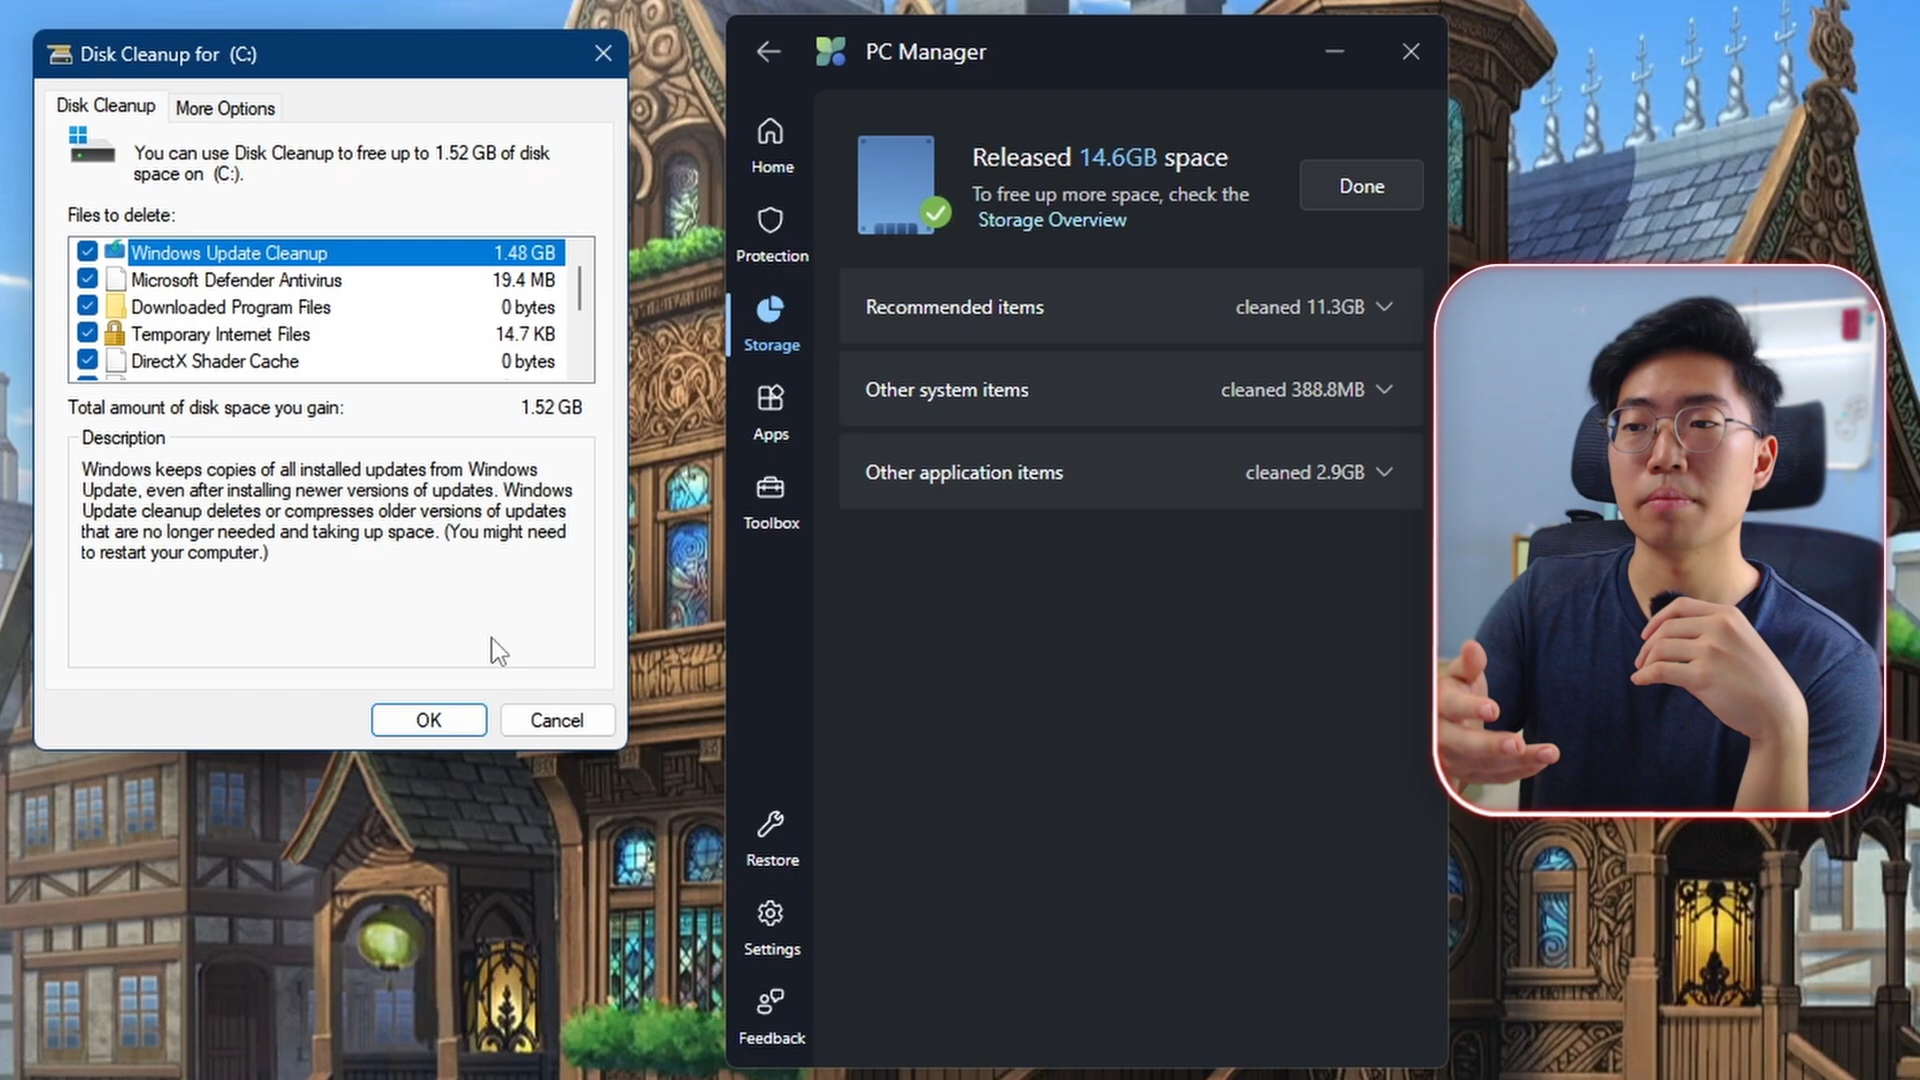 Disk Cleanup for (C:)
Disk Cleanup
More Options
You can use Disk Cleanup to free up to 1.52 GB of disk
space on (C:).
Files to delete:
Windows Update Cleanup 1.48 GB
Microsoft Defender Antivirus 19.4 MB
Downloaded Program Files 0 bytes
Temporary Internet Files 14.7 KB
DirectX Shader Cache 0 bytes
Total amount of disk space you gain: 1.52 GB
Description
Windows keeps copies of all installed updates from Windows
Update, even after installing newer versions of updates. Windows
Update cleanup deletes or compresses older versions of updates
that are no longer needed and taking up space. (You might need
to restart your computer.)
OK
Cancel
PC Manager
Home
Protection
Storage
Apps
Toolbox
Restore
Settings
Feedback
Released 14.6GB space
To free up more space, check the
Storage Overview
Done
Recommended items cleaned 11.3GB
Other system items cleaned 388.8MB
Other application items cleaned 2.9GB